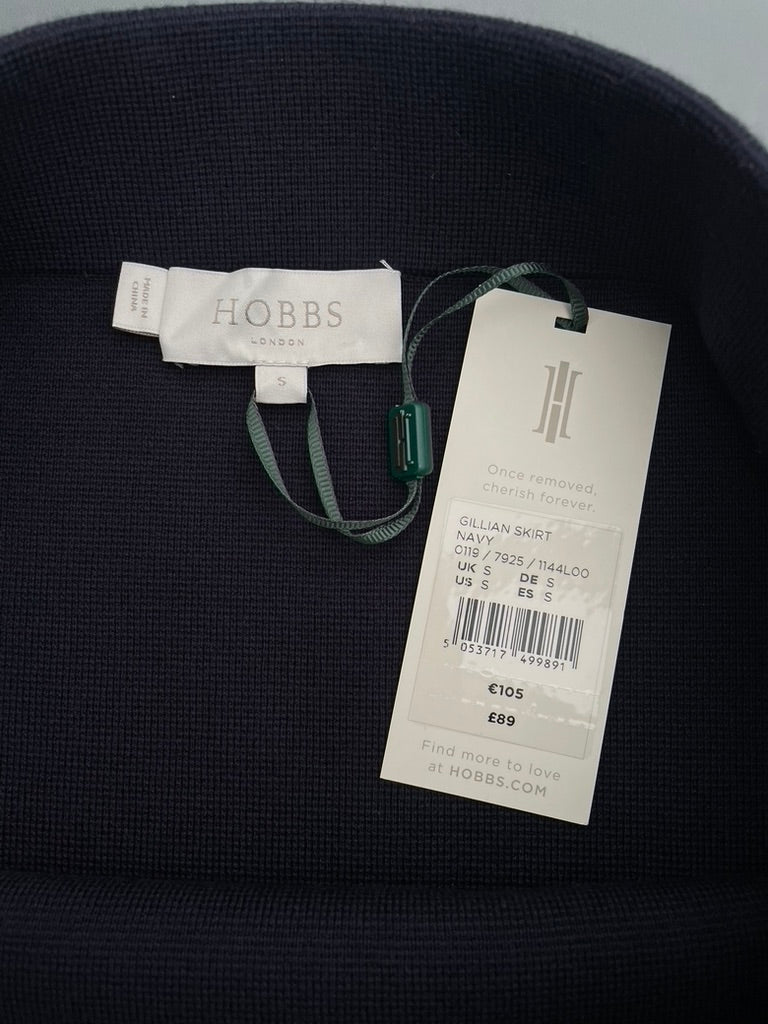 MADE IN
CHINA
HOBBS
LONDON
S
Once removed,
cherish forever.
GILLIAN SKIRT
NAVY
0119 / 7925 / 1144L00
UK S DE S
US S ES S
5 053717 499891
€105
£89
Find more to love
at HOBBS.COM